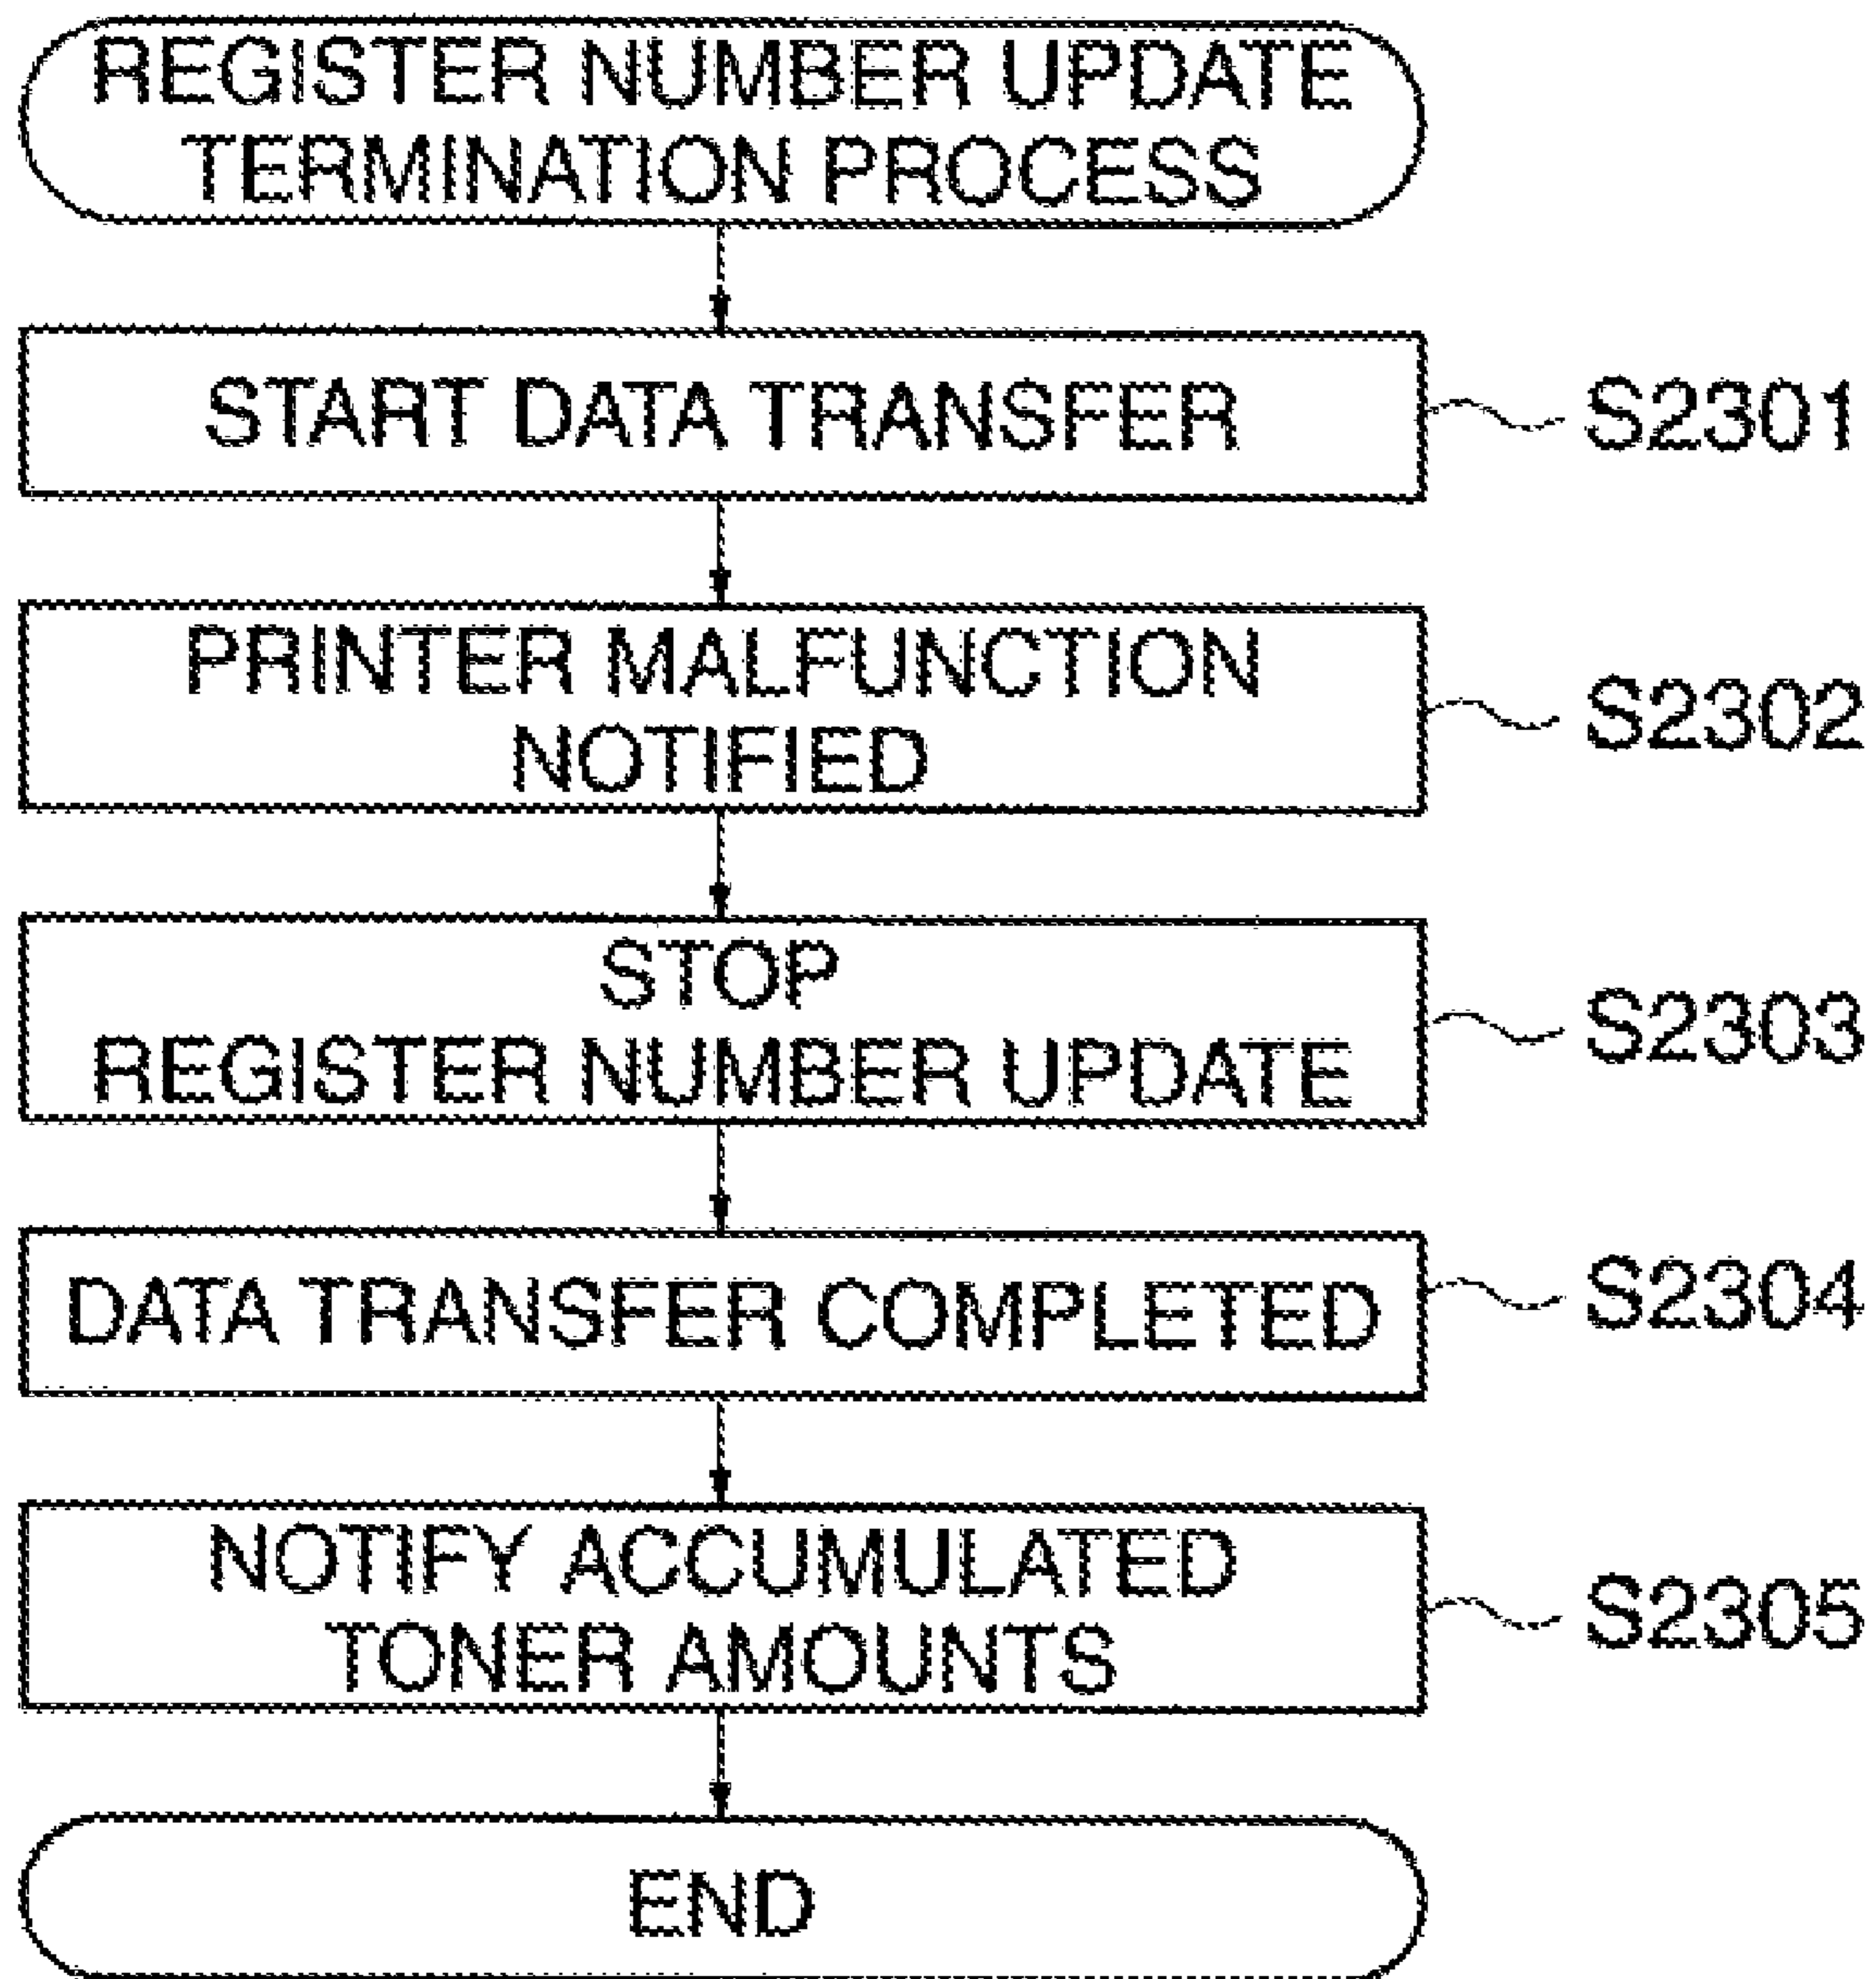 REGISTER NUMBER UPDATE
TERMINATION PROCESS
START DATA TRANSFER
S2301
PRINTER MALFUNCTION
NOTIFIED
S2302
STOP
REGISTER NUMBER UPDATE
S2303
DATA TRANSFER COMPLETED
S2304
NOTIFY ACCUMULATED
TONER AMOUNTS
S2305
END